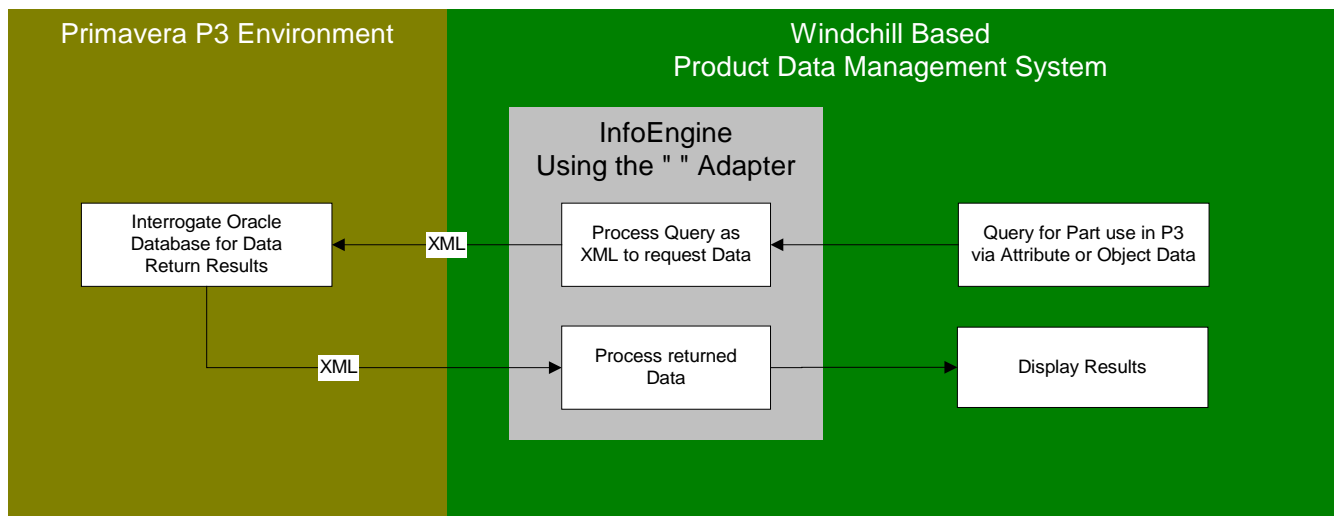 Primavera P3 Environment
Windchill Based
Product Data Management System
InfoEngine
Using the " " Adapter
Interrogate Oracle
Database for Data
Return Results
XML
Process Query as
XML to request Data
Query for Part use in P3
via Attribute or Object Data
XML
Process returned
Data
Display Results